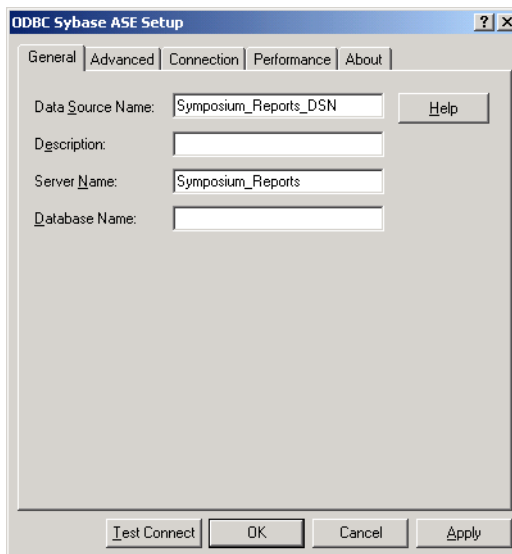 ODBC Sybase ASE Setup
General Advanced Connection Performance About
Data Source Name: Symposium_Reports_DSN Help
Description:
Server Name: Symposium_Reports
Database Name:
Test Connect OK Cancel Apply